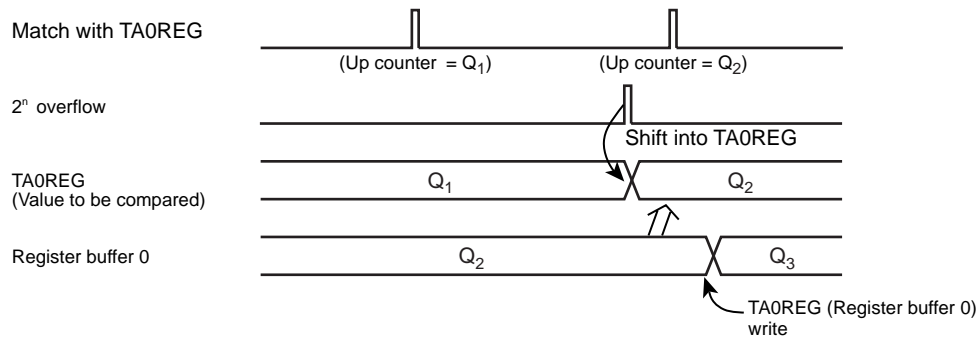 Match with TA0REG
(Up counter = Q₁)
(Up counter = Q₂)
2ⁿ overflow
Shift into TA0REG
TA0REG
(Value to be compared)
Q₁
Q₂
Register buffer 0
Q₂
Q₃
TA0REG (Register buffer 0)
write